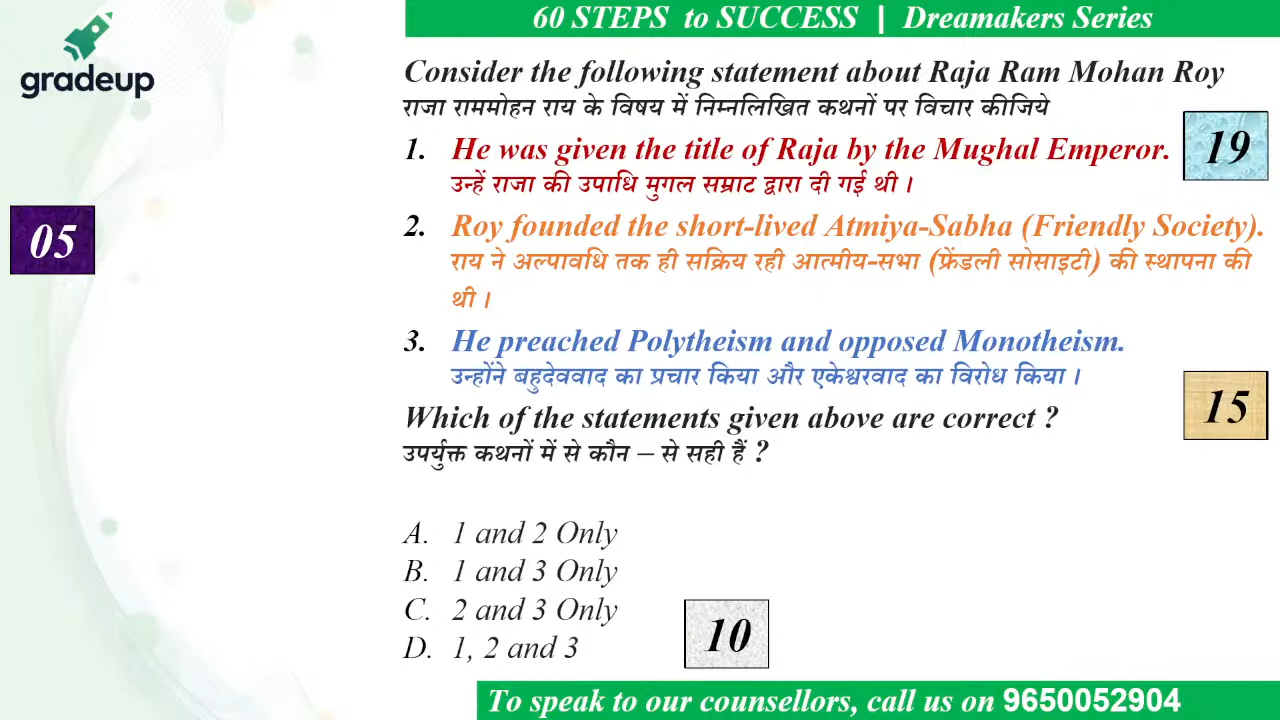 60 STEPS to SUCCESS | Dreamakers Series
gradeup
Consider the following statement about Raja Ram Mohan Roy
राजा राममोहन राय के विषय में निम्नलिखित कथनों पर विचार कीजिये
19
1. He was given the title of Raja by the Mughal Emperor.
उन्हें राजा की उपाधि मुगल सम्राट द्वारा दी गई थी ।
05
2. Roy founded the short-lived Atmiya-Sabha (Friendly Society).
राय ने अल्पावधि तक ही सक्रिय रही आत्मीय-सभा (फ्रेंडली सोसाइटी) की स्थापना की
थी ।
3. He preached Polytheism and opposed Monotheism.
उन्होंने बहुदेववाद का प्रचार किया और एकेश्वरवाद का विरोध किया ।
15
Which of the statements given above are correct ?
उपर्युक्त कथनों में से कौन – से सही हैं ?
A. 1 and 2 Only
B. 1 and 3 Only
C. 2 and 3 Only
D. 1, 2 and 3
10
To speak to our counsellors, call us on 9650052904